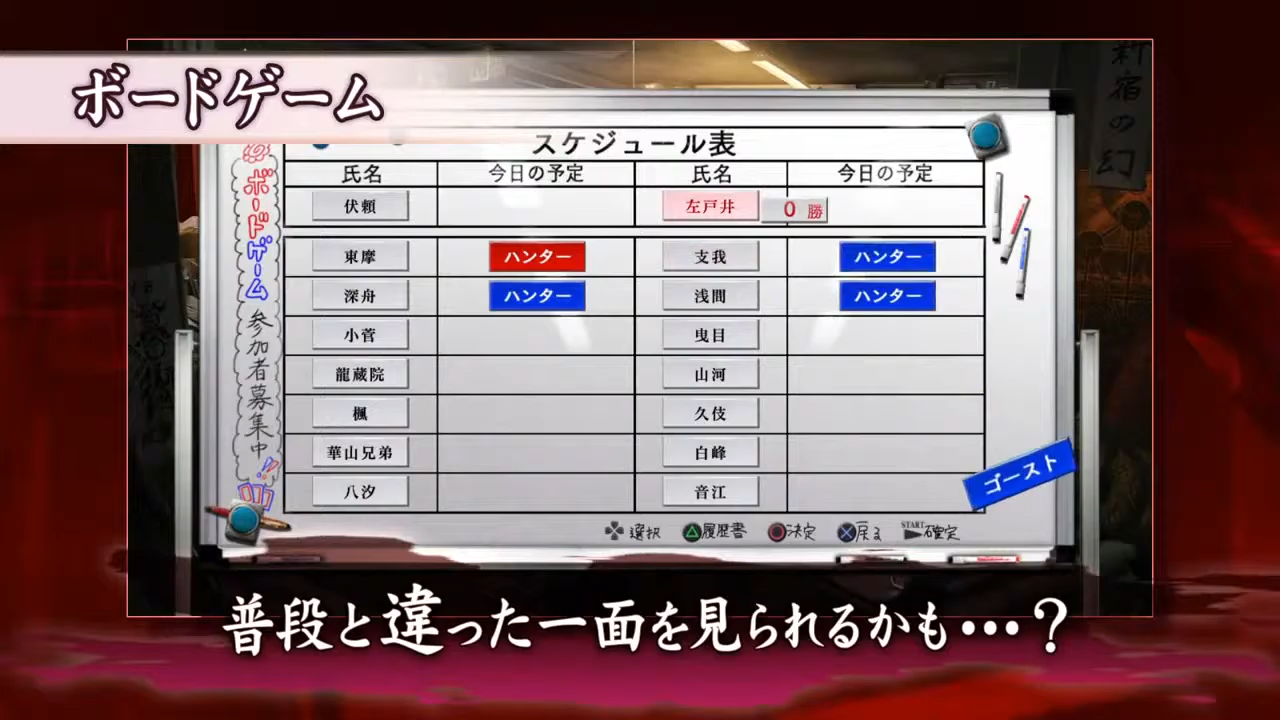 ボードゲーム
新宿の幻
スケジュール表
氏名 今日の予定 氏名 今日の予定
伏頼 左戸井 0勝
東摩 ハンター 支我 ハンター
深舟 ハンター 浅間 ハンター
小菅 曳目
龍蔵院 山河
楓 久伎
華山兄弟 白峰
八汐 音江
ボードゲーム参加者募集中!!
ゴースト
選択 履歴書 決定 戻る START 確定
普段と違った一面を見られるかも…？